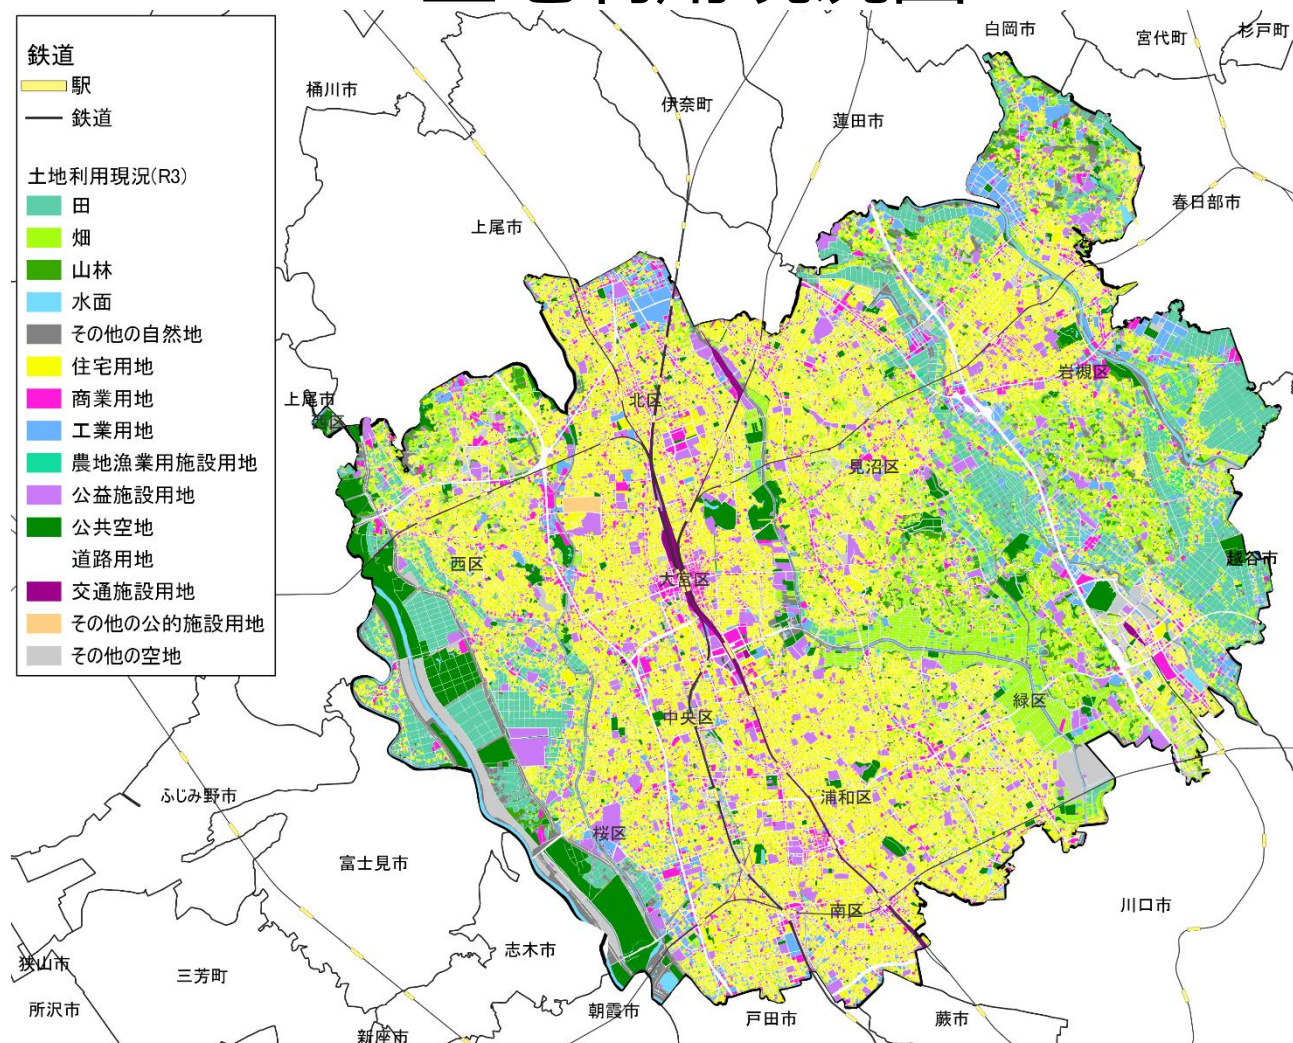 鉄道
駅
鉄道
土地利用現況(R3)
田
畑
山林
水面
その他の自然地
住宅用地
商業用地
工業用地
農地漁業用施設用地
公益施設用地
公共空地
道路用地
交通施設用地
その他の公的施設用地
その他の空地
白岡市
宮代町
杉戸町
桶川市
伊奈町
蓮田市
春日部市
上尾市
岩槻区
上尾市
北区
見沼区
西区
大宮区
越谷市
緑区
中央区
ふじみ野市
浦和区
桜区
富士見市
南区
川口市
志木市
狭山市
三芳町
所沢市
朝霞市
戸田市
蕨市
新座市